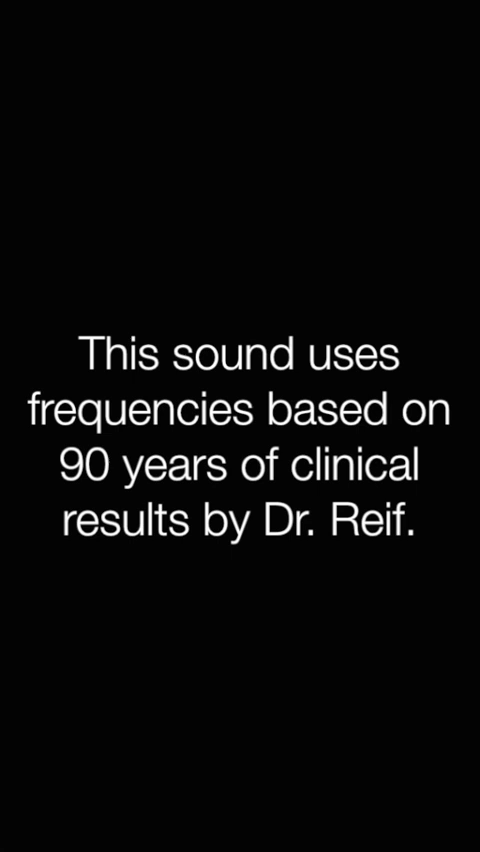 This sound uses
frequencies based on
90 years of clinical
results by Dr. Reif.